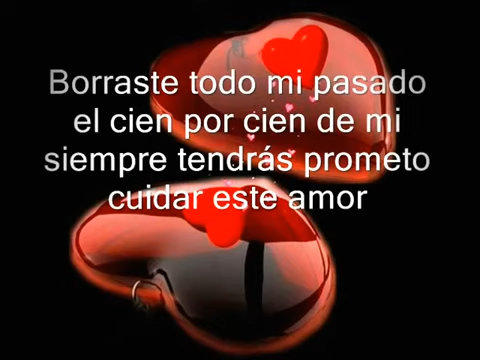 Borraste todo mi pasado
el cien por cien de mi
siempre tendrás prometo
cuidar este amor